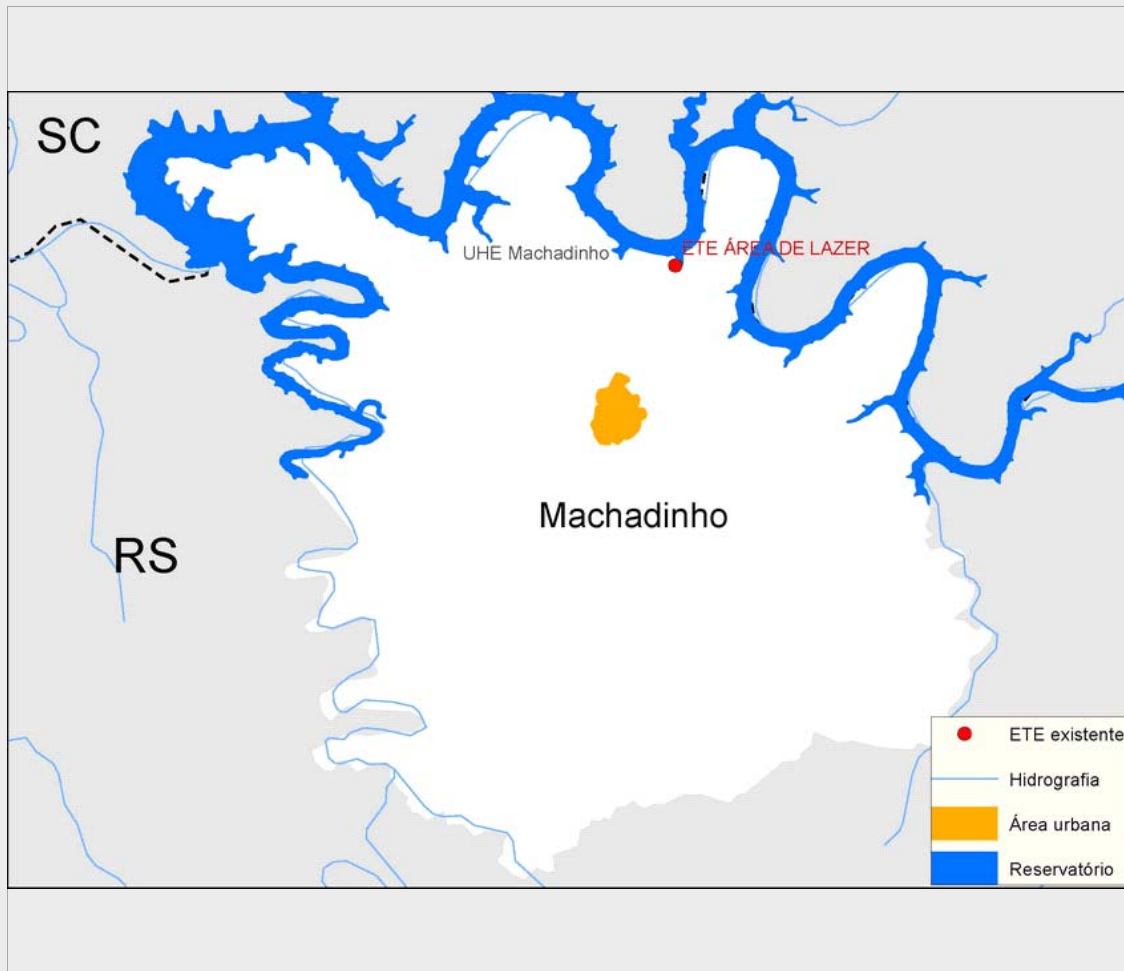 SC
UHE Machadinho
ETE ÁREA DE LAZER
Machadinho
RS
ETE existente
Hidrografia
Área urbana
Reservatório